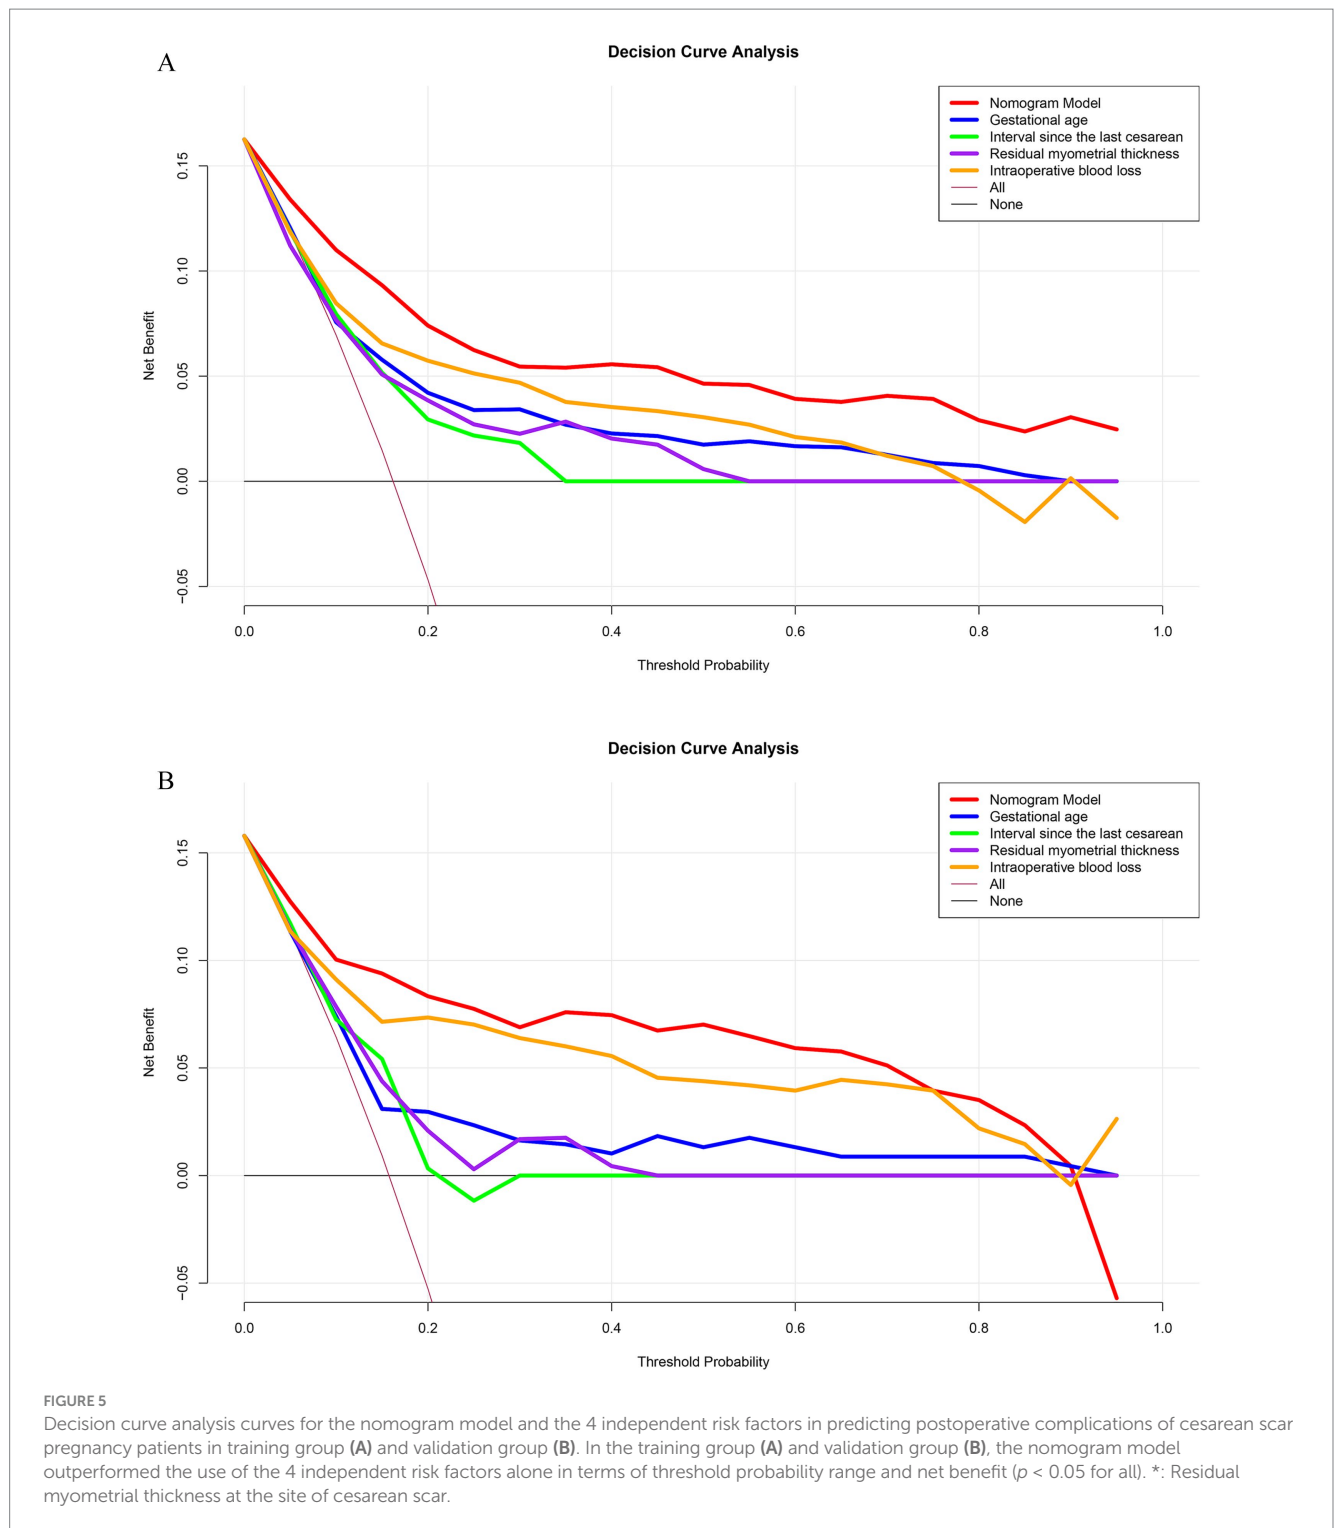 A
Decision Curve Analysis
Nomogram Model
Gestational age
Interval since the last cesarean
Residual myometrial thickness
Intraoperative blood loss
All
None
Net Benefit
0.15
0.10
0.05
0.00
−0.05
0.0 0.2 0.4 0.6 0.8 1.0
Threshold Probability
B
Decision Curve Analysis
Nomogram Model
Gestational age
Interval since the last cesarean
Residual myometrial thickness
Intraoperative blood loss
All
None
Net Benefit
0.15
0.10
0.05
0.00
−0.05
0.0 0.2 0.4 0.6 0.8 1.0
Threshold Probability
FIGURE 5
Decision curve analysis curves for the nomogram model and the 4 independent risk factors in predicting postoperative complications of cesarean scar
pregnancy patients in training group (A) and validation group (B). In the training group (A) and validation group (B), the nomogram model
outperformed the use of the 4 independent risk factors alone in terms of threshold probability range and net benefit (p < 0.05 for all). *: Residual
myometrial thickness at the site of cesarean scar.